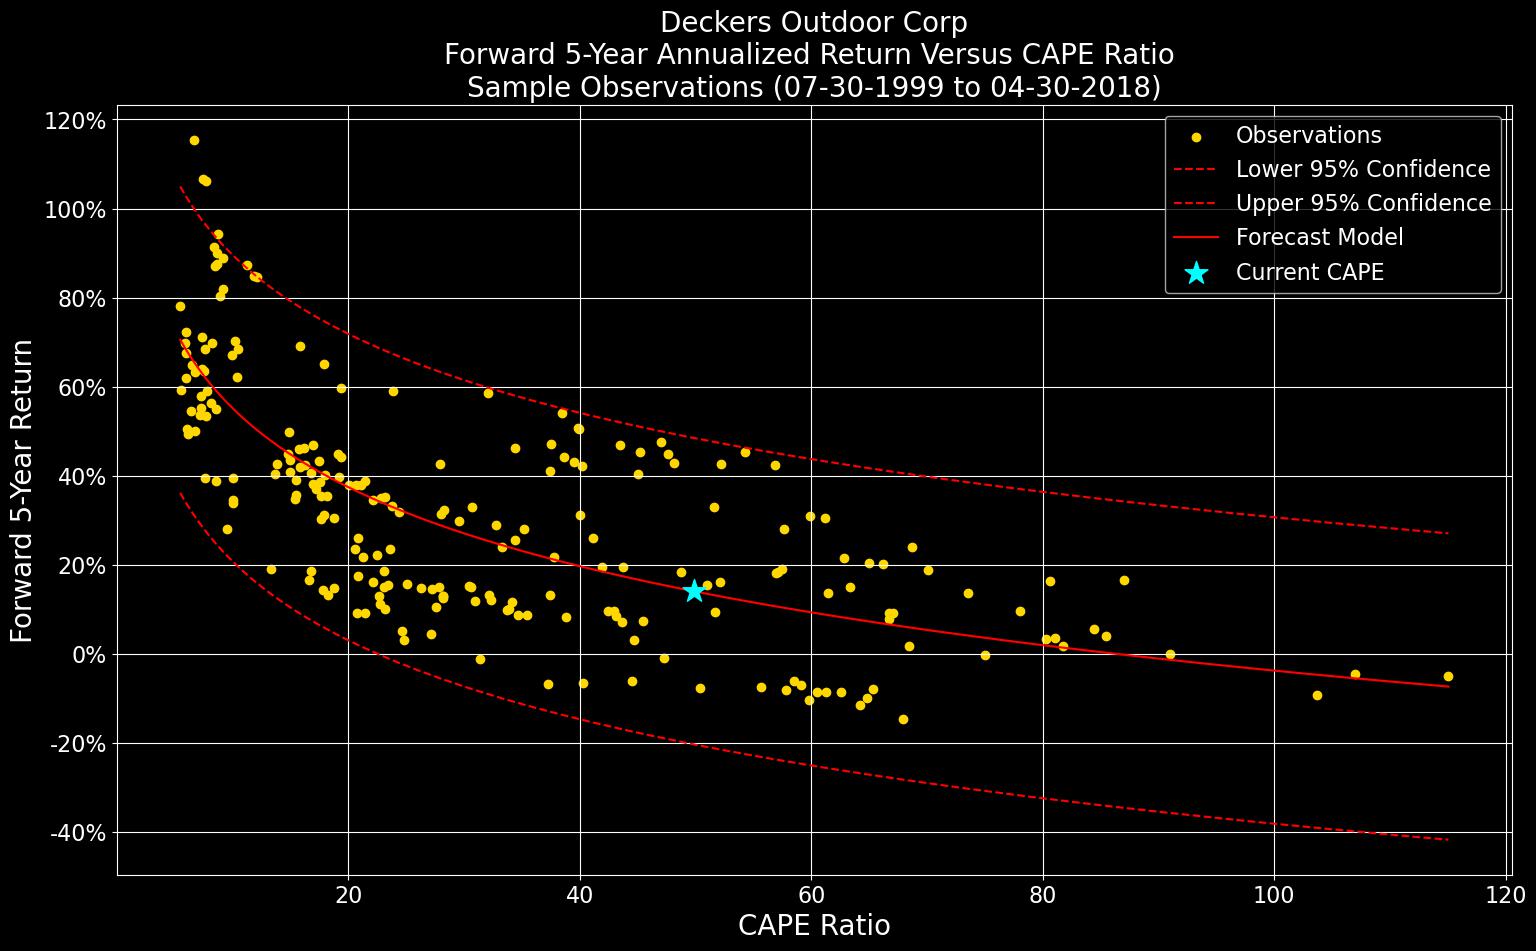 Deckers Outdoor Corp
Forward 5-Year Annualized Return Versus CAPE Ratio
Sample Observations (07-30-1999 to 04-30-2018)
Observations
Lower 95% Confidence
Upper 95% Confidence
Forecast Model
Current CAPE
Forward 5-Year Return
120%
100%
80%
60%
40%
20%
0%
-20%
-40%
20 40 60 80 100 120
CAPE Ratio